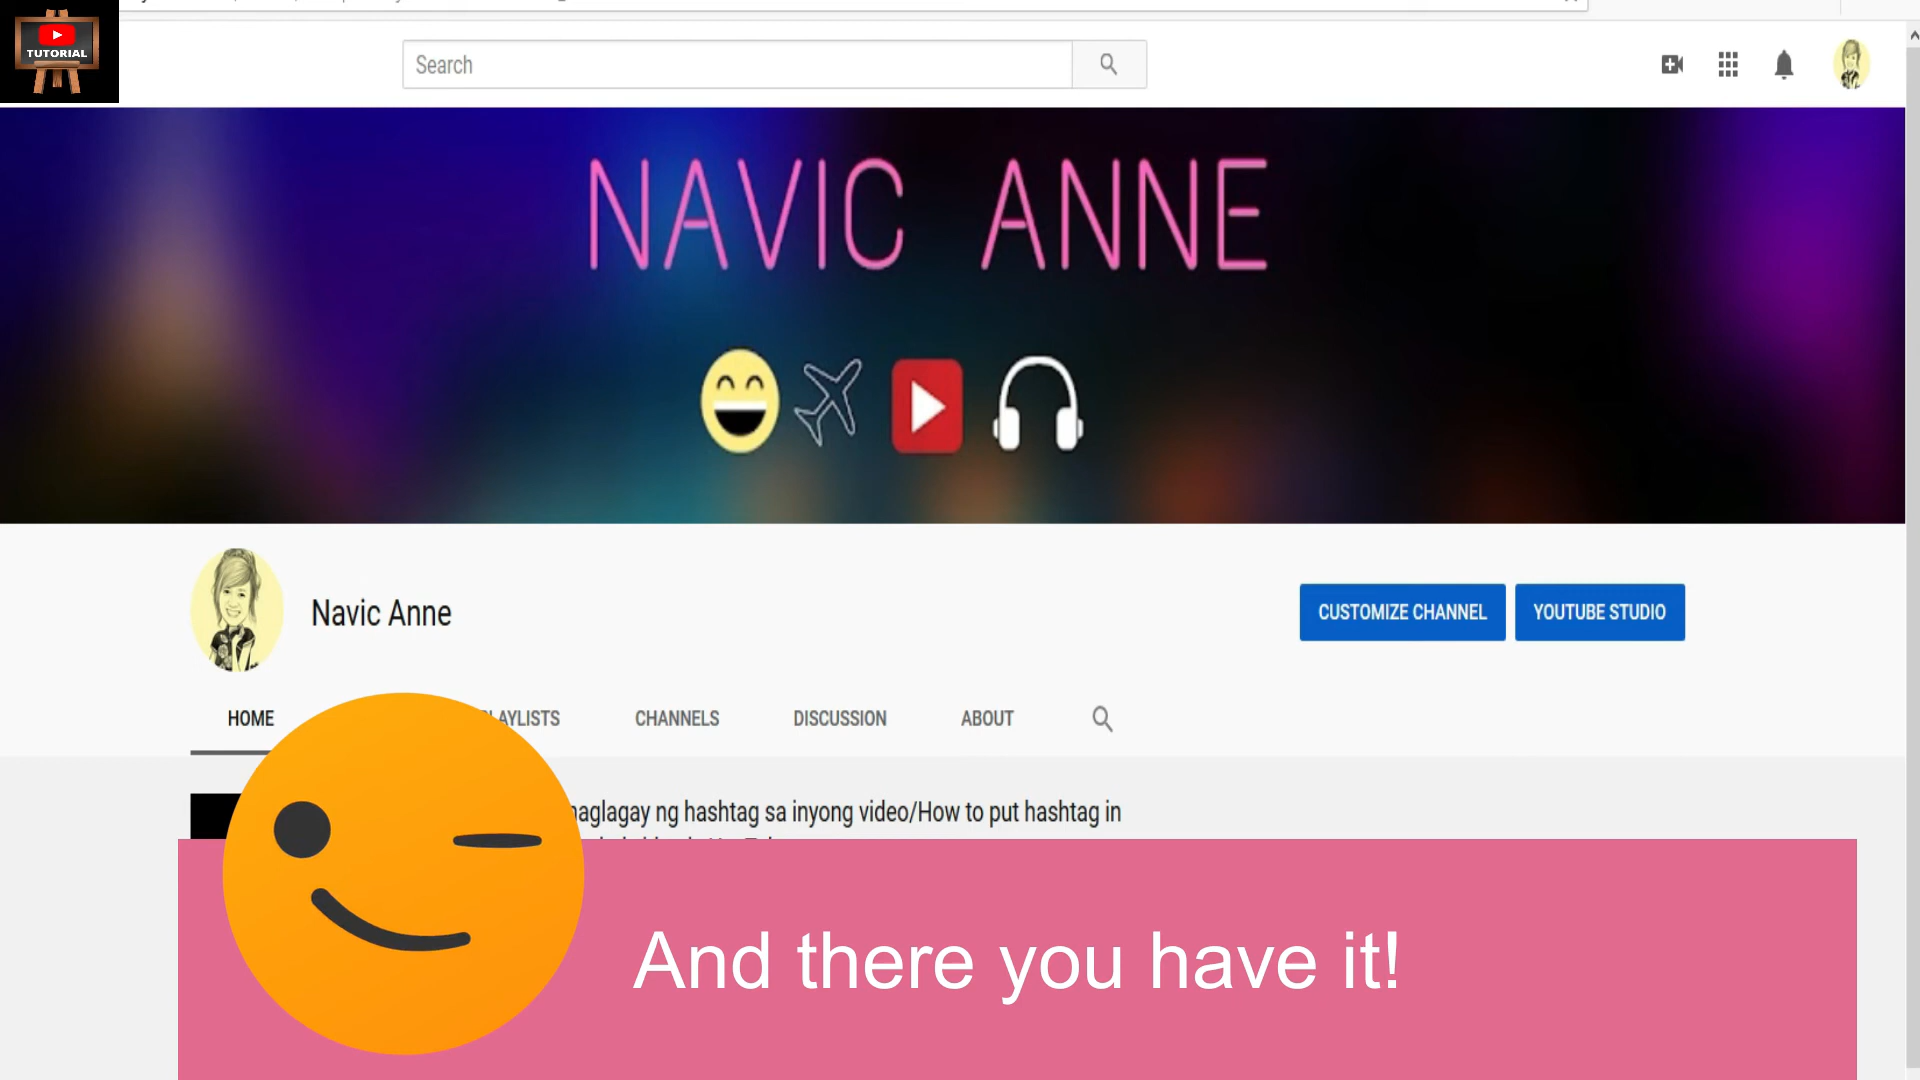 TUTORIAL
Search
NAVIC ANNE
Navic Anne
CUSTOMIZE CHANNEL
YOUTUBE STUDIO
HOME
CHANNELS
DISCUSSION
ABOUT
ng hashtag sa inyong video/How to put hashtag in
And there you have it!